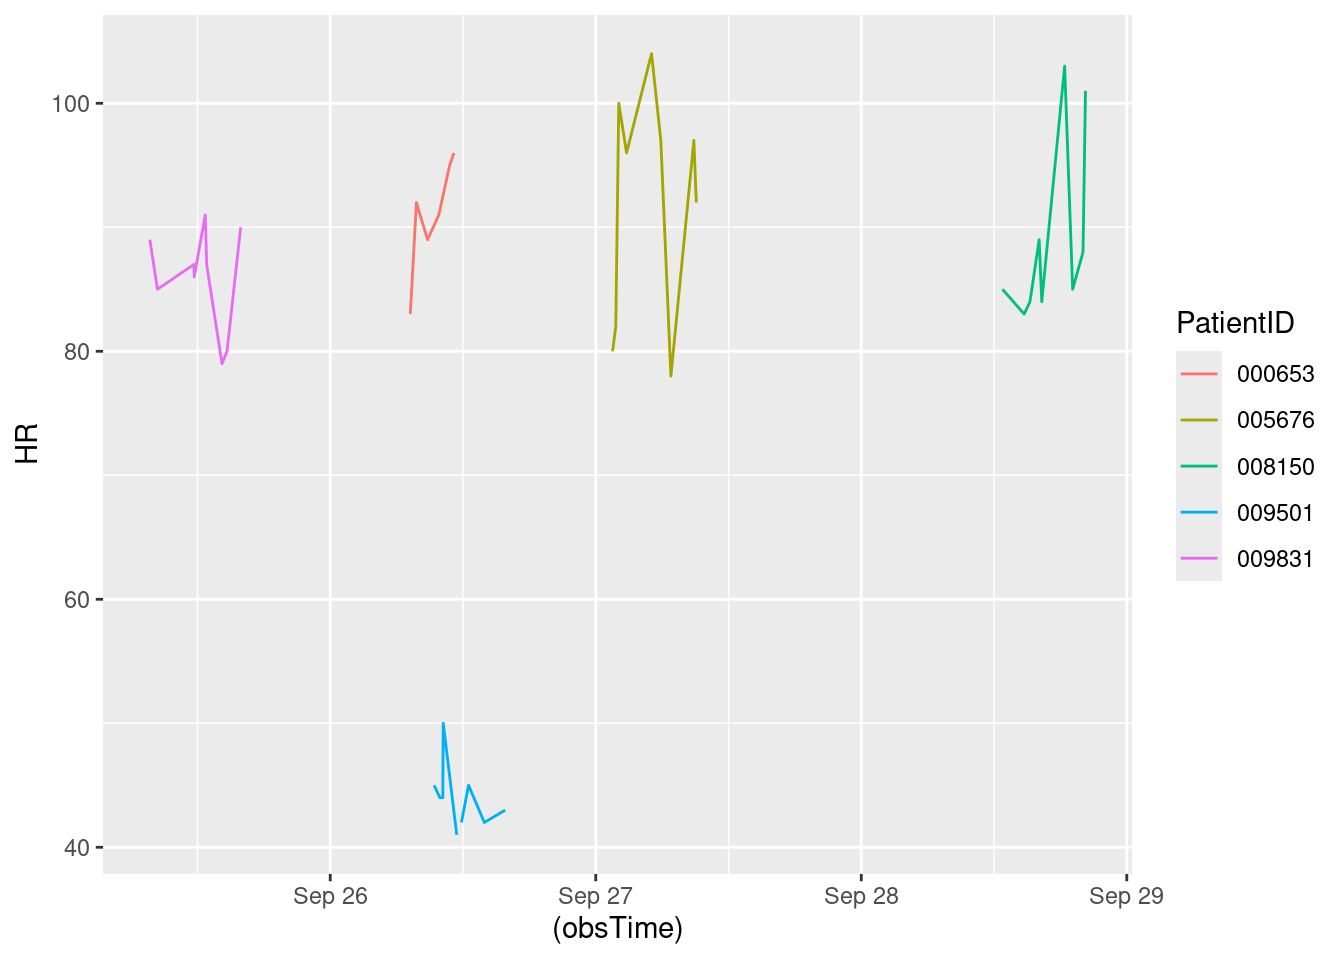 HR
100
80
60
40
Sep 26
Sep 27
Sep 28
Sep 29
(obsTime)
PatientID
000653
005676
008150
009501
009831